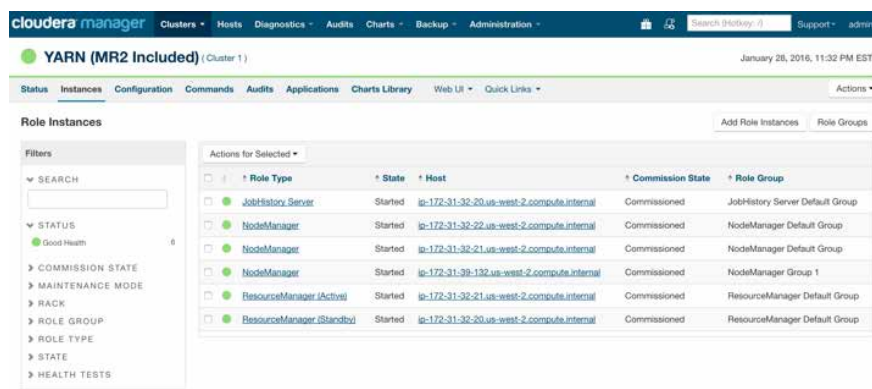 cloudera manager Clusters Hosts Diagnostics Audits Charts Backup Administration Search (Hotkey: /) Support admin
YARN (MR2 Included) (Cluster 1) January 28, 2016, 11:32 PM EST
Status Instances Configuration Commands Audits Applications Charts Library Web UI Quick Links Actions
Role Instances Add Role Instances Role Groups
Filters Actions for Selected
SEARCH Role Type State Host Commission State Role Group
JobHistory Server Started ip-172-31-32-20.us-west-2.compute.internal Commissioned JobHistory Server Default Group
STATUS NodeManager Started ip-172-31-32-22.us-west-2.compute.internal Commissioned NodeManager Default Group
Good Health 6 NodeManager Started ip-172-31-32-21.us-west-2.compute.internal Commissioned NodeManager Default Group
COMMISSION STATE NodeManager Started ip-172-31-39-132.us-west-2.compute.internal Commissioned NodeManager Group 1
MAINTENANCE MODE
RACK ResourceManager (Active) Started ip-172-31-32-21.us-west-2.compute.internal Commissioned ResourceManager Default Group
ROLE GROUP ResourceManager (Standby) Started ip-172-31-32-20.us-west-2.compute.internal Commissioned ResourceManager Default Group
ROLE TYPE
STATE
HEALTH TESTS